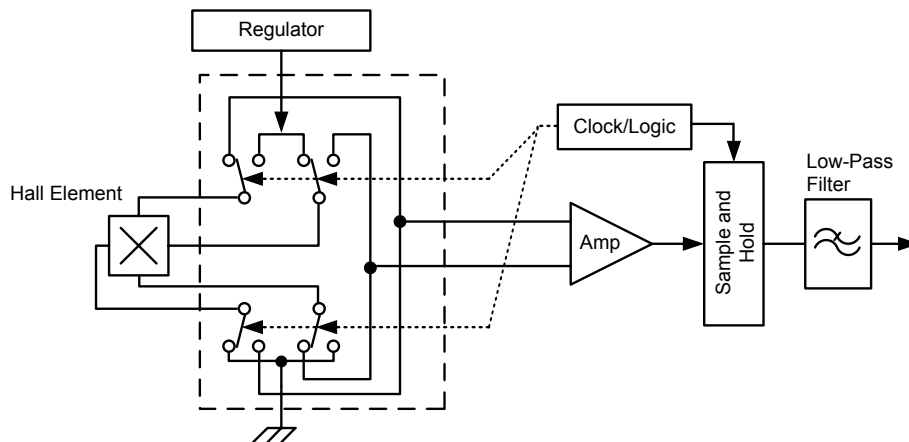 Regulator
Clock/Logic
Low-Pass
Filter
Hall Element
Amp
Sample and
Hold